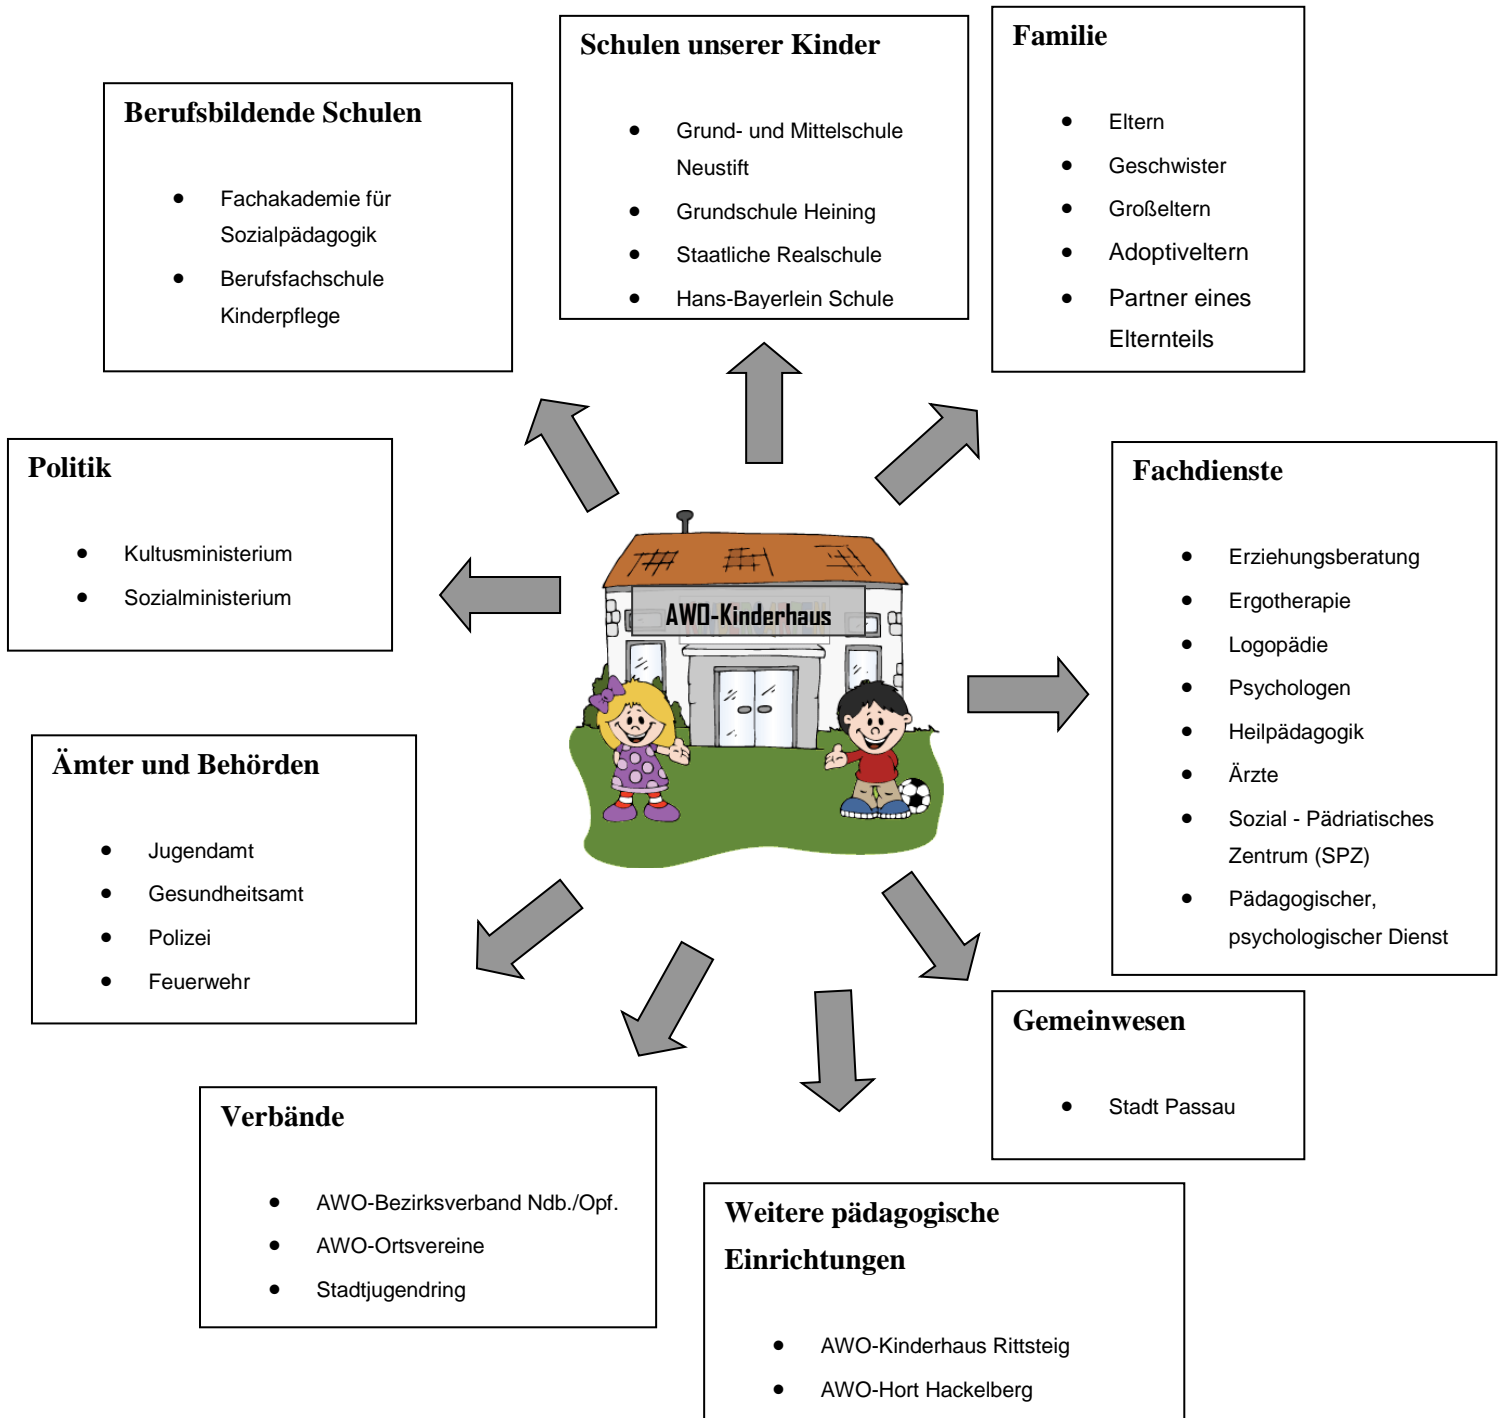 Schulen unserer Kinder
• Grund- und Mittelschule
Neustift
• Grundschule Heining
• Staatliche Realschule
• Hans-Bayerlein Schule
Familie
• Eltern
• Geschwister
• Großeltern
• Adoptiveltern
• Partner eines
Elternteils
Berufsbildende Schulen
• Fachakademie für
Sozialpädagogik
• Berufsfachschule
Kinderpflege
Politik
• Kultusministerium
• Sozialministerium
Fachdienste
• Erziehungsberatung
• Ergotherapie
• Logopädie
• Psychologen
• Heilpädagogik
• Ärzte
• Sozial - Pädriatisches
Zentrum (SPZ)
• Pädagogischer,
psychologischer Dienst
AWO-Kinderhaus
Ämter und Behörden
• Jugendamt
• Gesundheitsamt
• Polizei
• Feuerwehr
Gemeinwesen
• Stadt Passau
Verbände
• AWO-Bezirksverband Ndb./Opf.
• AWO-Ortsvereine
• Stadtjugendring
Weitere pädagogische
Einrichtungen
• AWO-Kinderhaus Rittsteig
• AWO-Hort Hackelberg